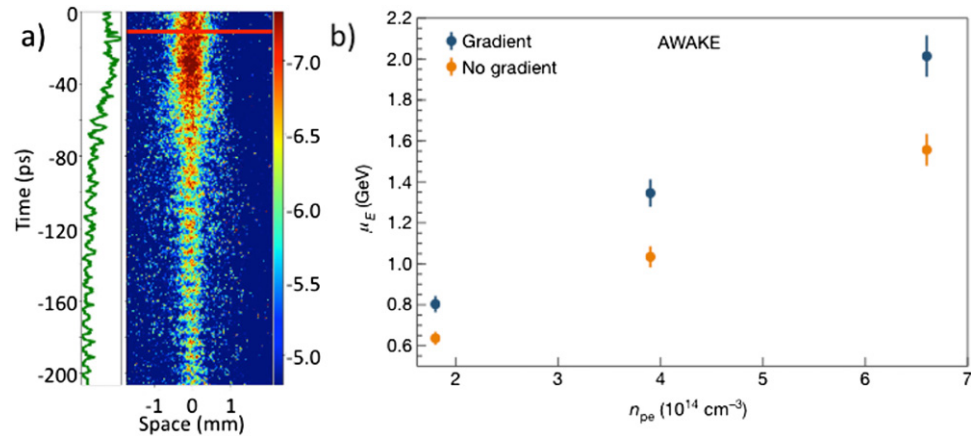 a)
0
-40
-80
-120
-160
-200
Time (ps)
-1 0 1
Space (mm)
-7.0
-6.5
-6.0
-5.5
-5.0
b)
2.2
2.0
1.8
1.6
1.4
1.2
1.0
0.8
0.6
μE (GeV)
Gradient
No gradient
AWAKE
2 3 4 5 6 7
npe (10¹⁴ cm⁻³)